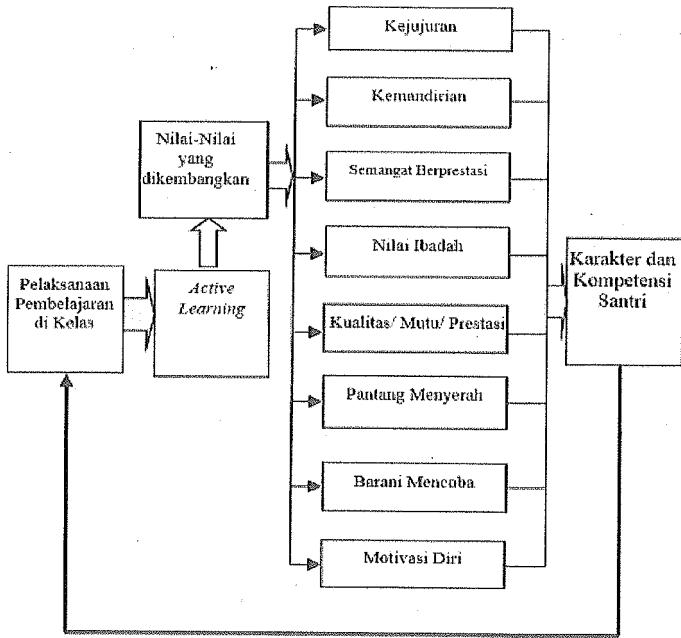 Pelaksanaan
Pembelajaran
di Kelas
Active
Learning
Nilai-Nilai
yang
dikembangkan
Kejujuran
Kemandirian
Semangat Berprestasi
Nilai Ibadah
Kualitas/ Mutu/ Prestasi
Pantang Menyerah
Barani Mencoba
Motivasi Diri
Karakter dan
Kompetensi
Santri